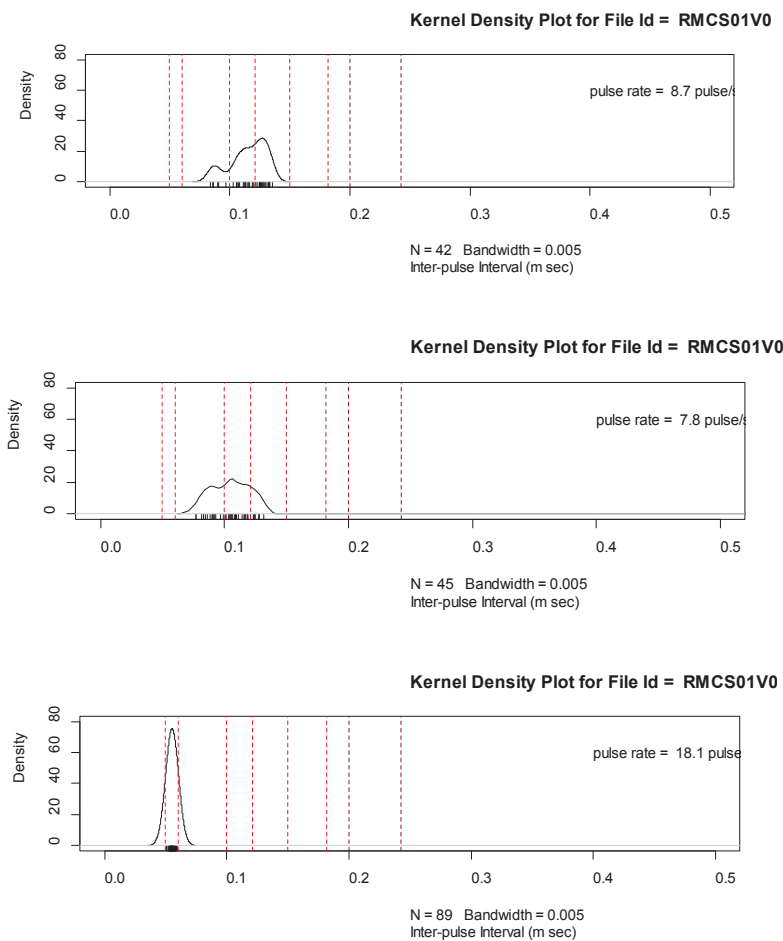 Kernel Density Plot for File Id = RMCS01V0
80
60
40
20
0
Density
pulse rate = 8.7 pulse/s
0.0 0.1 0.2 0.3 0.4 0.5
N = 42 Bandwidth = 0.005
Inter-pulse Interval (m sec)
Kernel Density Plot for File Id = RMCS01V0
80
60
40
20
0
Density
pulse rate = 7.8 pulse/s
0.0 0.1 0.2 0.3 0.4 0.5
N = 45 Bandwidth = 0.005
Inter-pulse Interval (m sec)
Kernel Density Plot for File Id = RMCS01V0
80
60
40
20
0
Density
pulse rate = 18.1 pulse
0.0 0.1 0.2 0.3 0.4 0.5
N = 89 Bandwidth = 0.005
Inter-pulse Interval (m sec)